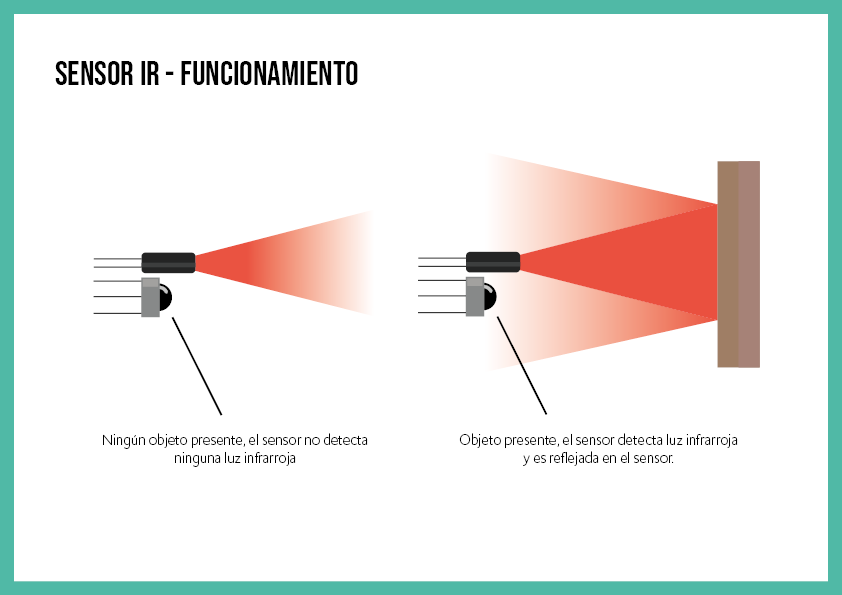 SENSOR IR - FUNCIONAMIENTO
Ningún objeto presente, el sensor no detecta
ninguna luz infrarroja
Objeto presente, el sensor detecta luz infrarroja
y es reflejada en el sensor.